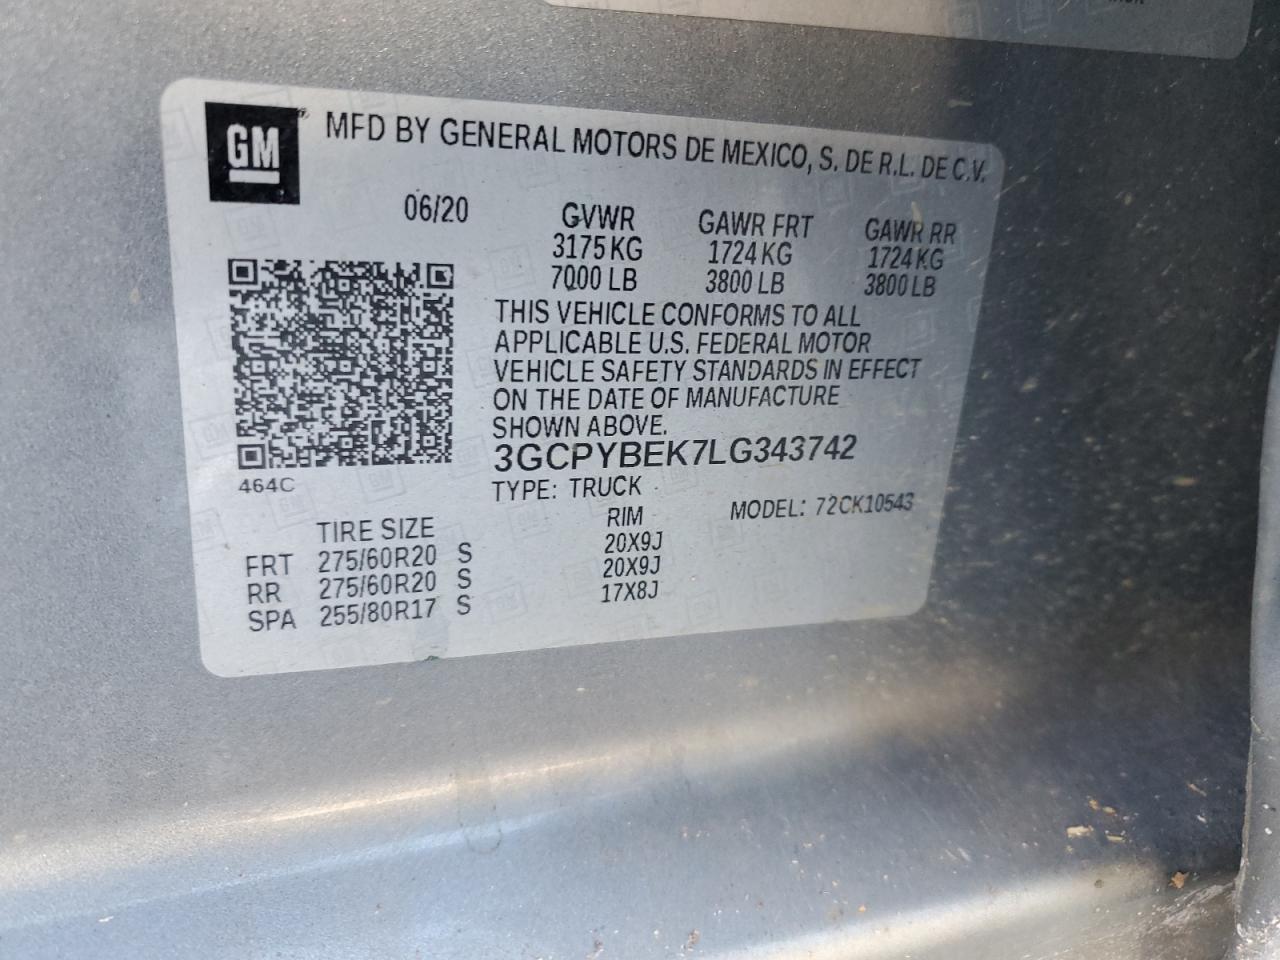 GM
MFD BY GENERAL MOTORS DE MEXICO, S. DE R.L. DE C.V.
06/20
GVWR GAWR FRT GAWR RR
3175 KG 1724 KG 1724 KG
7000 LB 3800 LB 3800 LB
THIS VEHICLE CONFORMS TO ALL
APPLICABLE U.S. FEDERAL MOTOR
VEHICLE SAFETY STANDARDS IN EFFECT
ON THE DATE OF MANUFACTURE
SHOWN ABOVE.
3GCPYBEK7LG343742
464C
TYPE: TRUCK
MODEL: 72CK10543
TIRE SIZE RIM
FRT 275/60R20 S 20X9J
RR 275/60R20 S 20X9J
SPA 255/80R17 S 17X8J